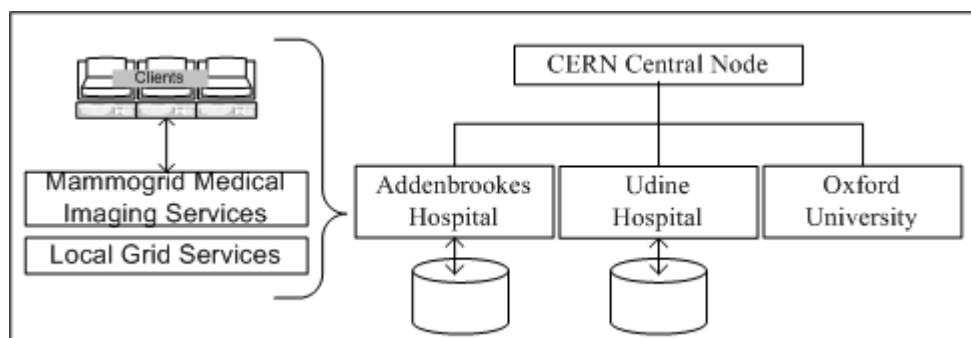 Clients
Mammogrid Medical
Imaging Services
Local Grid Services
CERN Central Node
Addenbrookes
Hospital
Udine
Hospital
Oxford
University